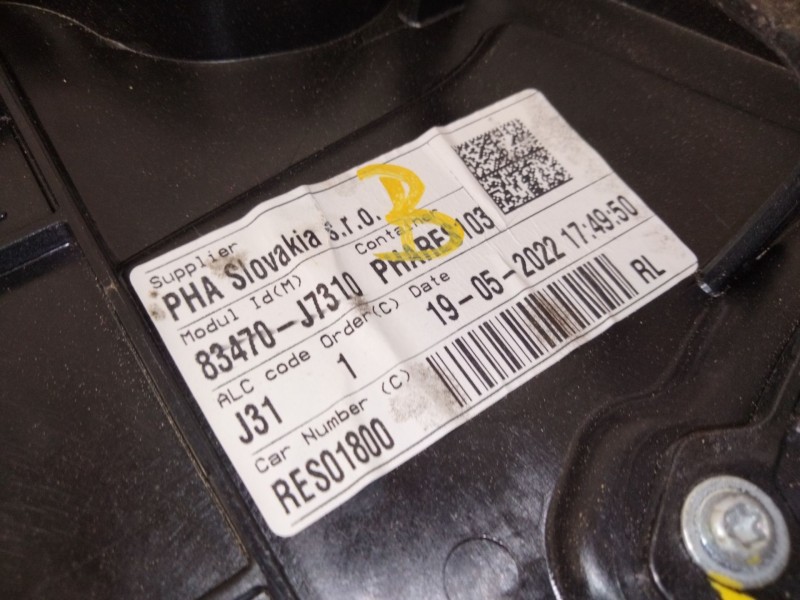 Supplier
PHA Slovakia s.r.o.
B
Modul Id(M) Container
83470-J7310 PHARES103
ALC code Order(C) Date
J31 1 19-05-2022 17:49:50
Car Number (C)
RES01800 RL